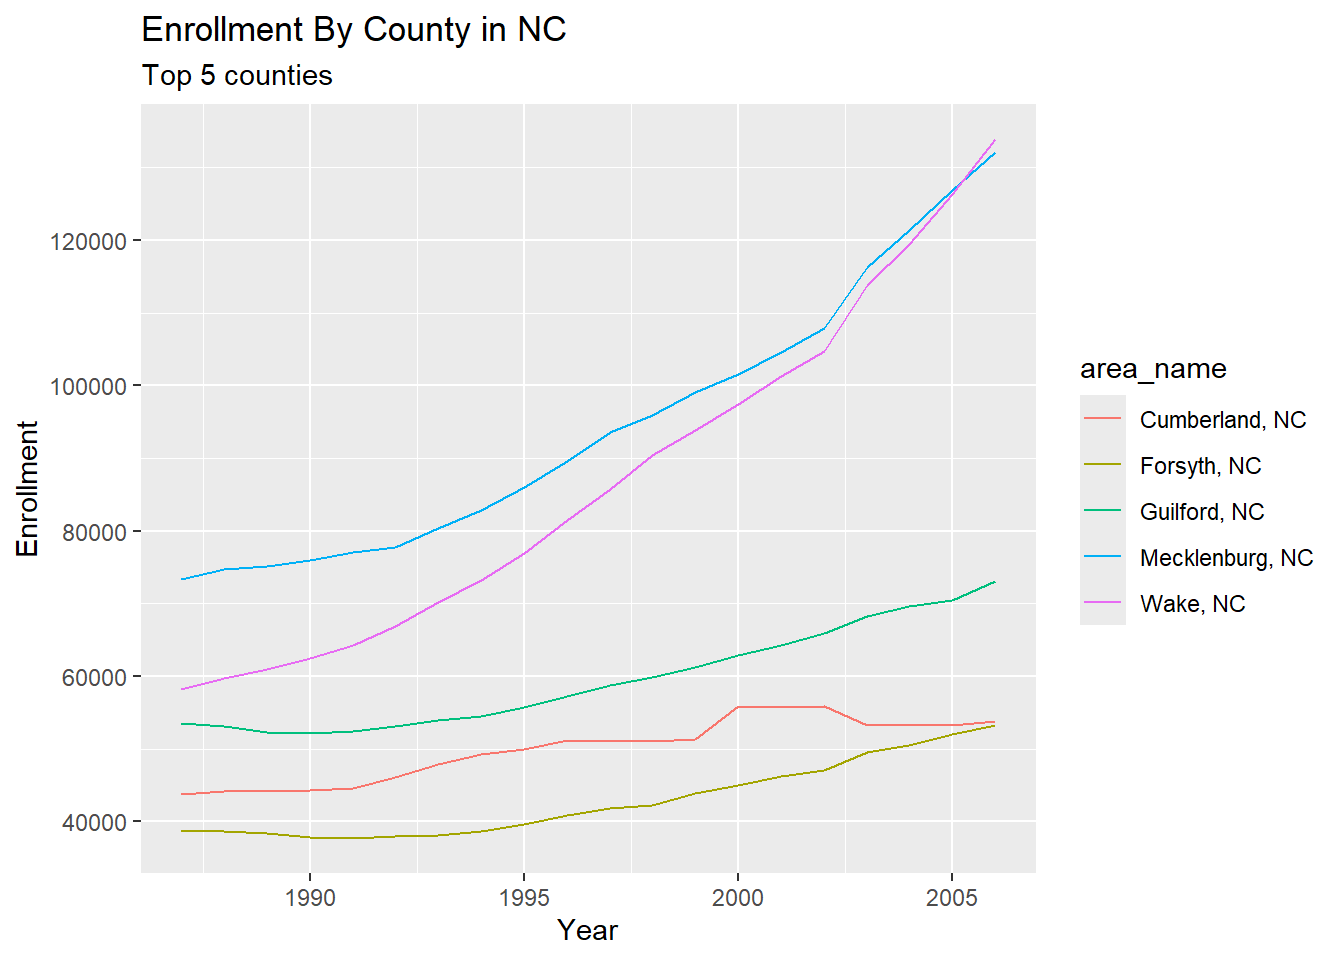 Enrollment By County in NC
Top 5 counties
Enrollment
120000
100000
80000
60000
40000
1990
1995
2000
2005
Year
area_name
Cumberland, NC
Forsyth, NC
Guilford, NC
Mecklenburg, NC
Wake, NC